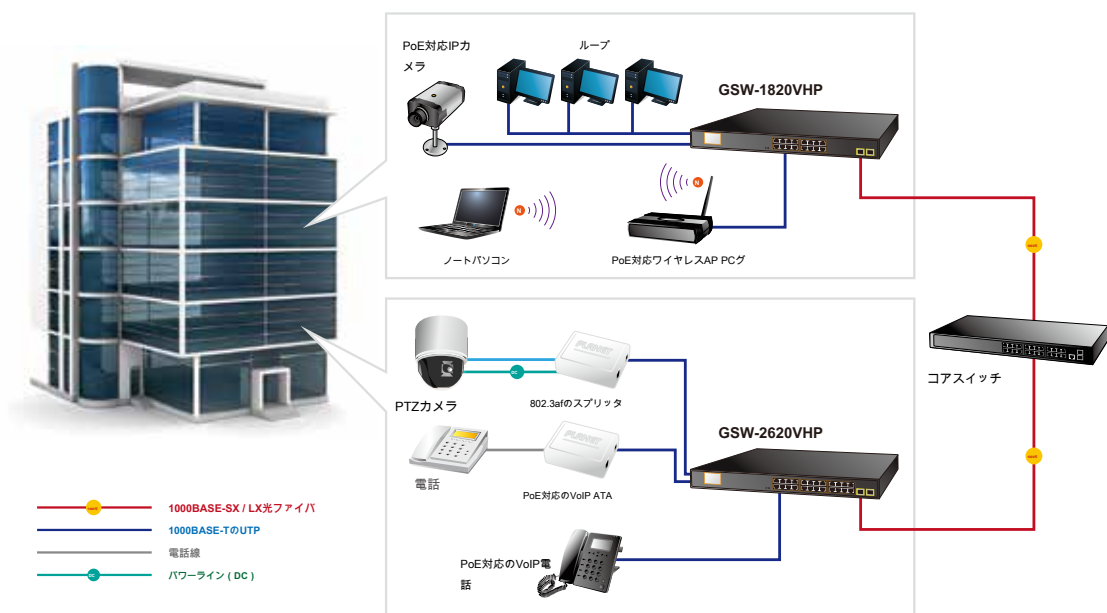 PoE対応IPカ
メラ
ループ
GSW-1820VHP
N
N
ノートパソコン
PoE対応ワイヤレスAP PCグ
コアスイッチ
PLANET
DC
PTZカメラ
802.3afのスプリッタ
GSW-2620VHP
PLANET
電話
PoE対応のVoIP ATA
PoE対応のVoIP電
話
1000BASE-SX / LX光ファイバ
1000BASE-TのUTP
電話線
DC
パワーライン ( DC )